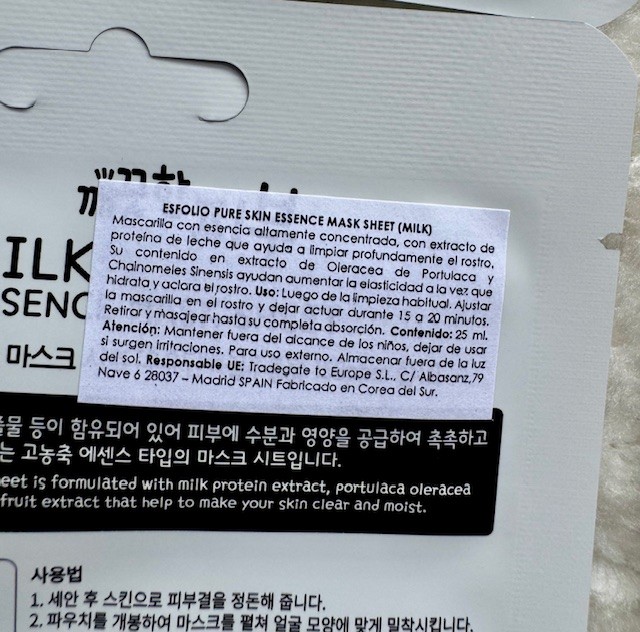 ESFOLIO PURE SKIN ESSENCE MASK SHEET (MILK)
Mascarilla con esencia altamente concentrada, con extracto de
proteína de leche que ayuda a limpiar profundamente el rostro.
Su contenido en extracto de Oleracea de Portulaca y
Chainomeles Sinensis ayudan aumentar la elasticidad a la vez que
hidrata y aclara el rostro. Uso: Luego de la limpieza habitual. Ajustar
la mascarilla en el rostro y dejar actuar durante 15 a 20 minutos.
Retirar y masajear hasta su completa absorción. Contenido: 25 ml.
Atención: Mantener fuera del alcance de los niños, dejar de usar
si surgen irritaciones. Para uso externo. Almacenar fuera de la luz
del sol. Responsable UE: Tradegate to Europe S.L., C/ Albasanz,79
Nave 6 28037 – Madrid SPAIN Fabricado en Corea del Sur.
ILK
SENC
마스크
물 등이 함유되어 있어 피부에 수분과 영양을 공급하여 촉촉하고
는 고농축 에센스 타입의 마스크 시트입니다.
eet is formulated with milk protein extract, portulaca oleracea
fruit extract that help to make your skin clear and moist.
사용법
1. 세안 후 스킨으로 피부결을 정돈해 줍니다.
2. 파우치를 개봉하여 마스크를 펼쳐 얼굴 모양에 맞게 밀착시킵니다.